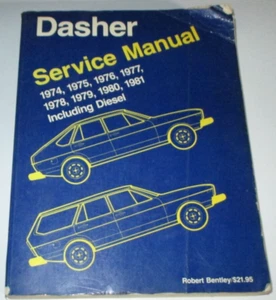 Dasher
Service Manual
1974, 1975, 1976, 1977,
1978, 1979, 1980, 1981
Including Diesel
Robert Bentley/$21.95